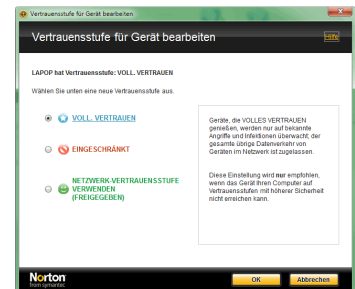 Vertrauensstufe für Gerät bearbeiten
Vertrauensstufe für Gerät bearbeiten
Hilfe
LAPOP hat Vertrauensstufe: VOLL. VERTRAUEN
Wählen Sie unten eine neue Vertrauensstufe aus.
VOLL. VERTRAUEN
EINGESCHRÄNKT
NETZWERK-VERTRAUENSSTUFE
VERWENDEN
(FREIGEGEBEN)
Geräte, die VOLLES VERTRAUEN
genießen, werden nur auf bekannte
Angriffe und Infektionen überwacht; der
gesamte übrige Datenverkehr von
Geräten im Netzwerk ist zugelassen.
Diese Einstellung wird nur empfohlen,
wenn das Gerät Ihren Computer auf
Vertrauensstufen mit höherer Sicherheit
nicht erreichen kann.
Norton
from symantec
OK
Abbrechen